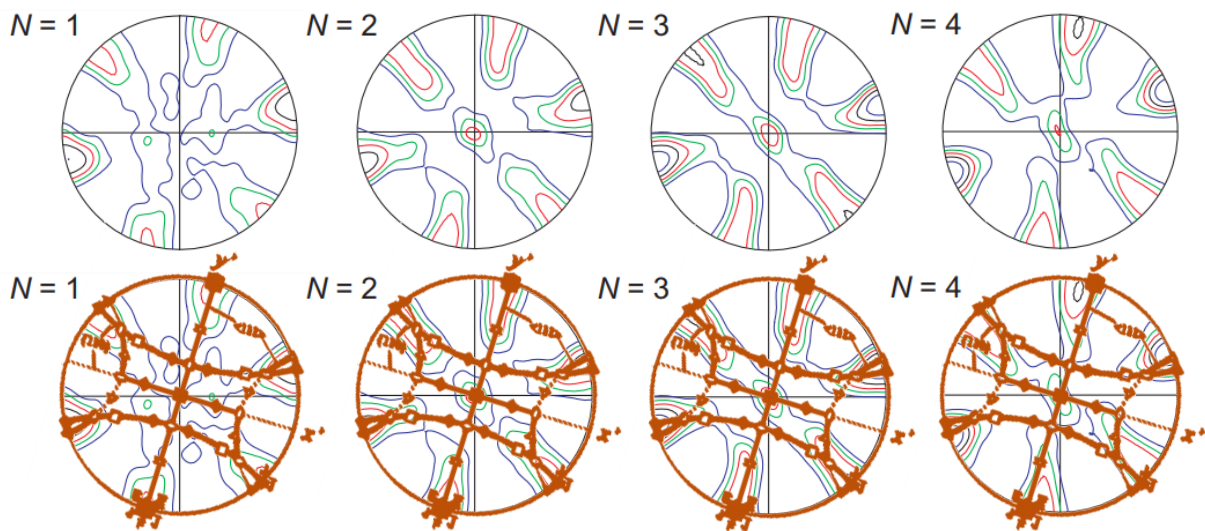 N = 1 N = 2 N = 3 N = 4
N = 1 N = 2 N = 3 N = 4